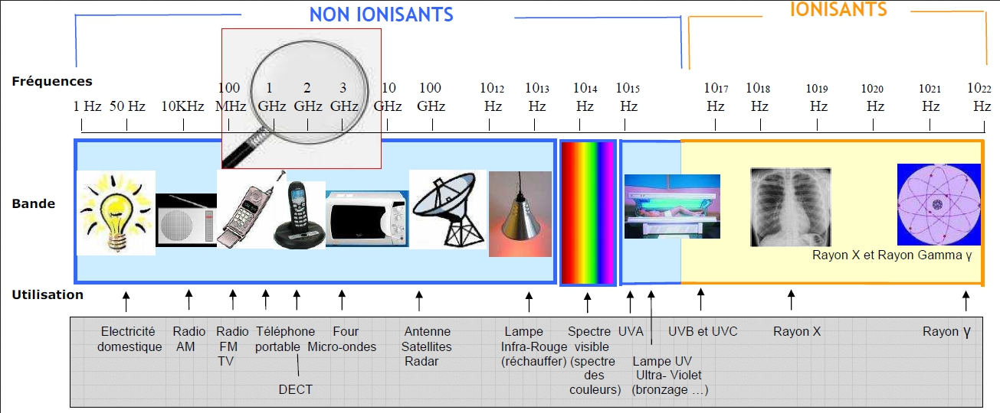 NON IONISANTS
IONISANTS
Fréquences
1 Hz
50 Hz
10KHz
100
MHz
1
GHz
2
GHz
3
GHz
10
GHz
100
GHz
1012
Hz
1013
Hz
1014
Hz
1015
Hz
1017
Hz
1018
Hz
1019
Hz
1020
Hz
1021
Hz
1022
Hz
Bande
Rayon X et Rayon Gamma γ
Utilisation
Electricité
domestique
Radio
AM
Radio
FM
TV
Téléphone
portable
DECT
Four
Micro-ondes
Antenne
Satellites
Radar
Lampe
Infra-Rouge
(réchauffer)
Spectre
visible
(spectre
des
couleurs)
UVA
Lampe UV
Ultra- Violet
(bronzage …)
UVB et UVC
Rayon X
Rayon γ